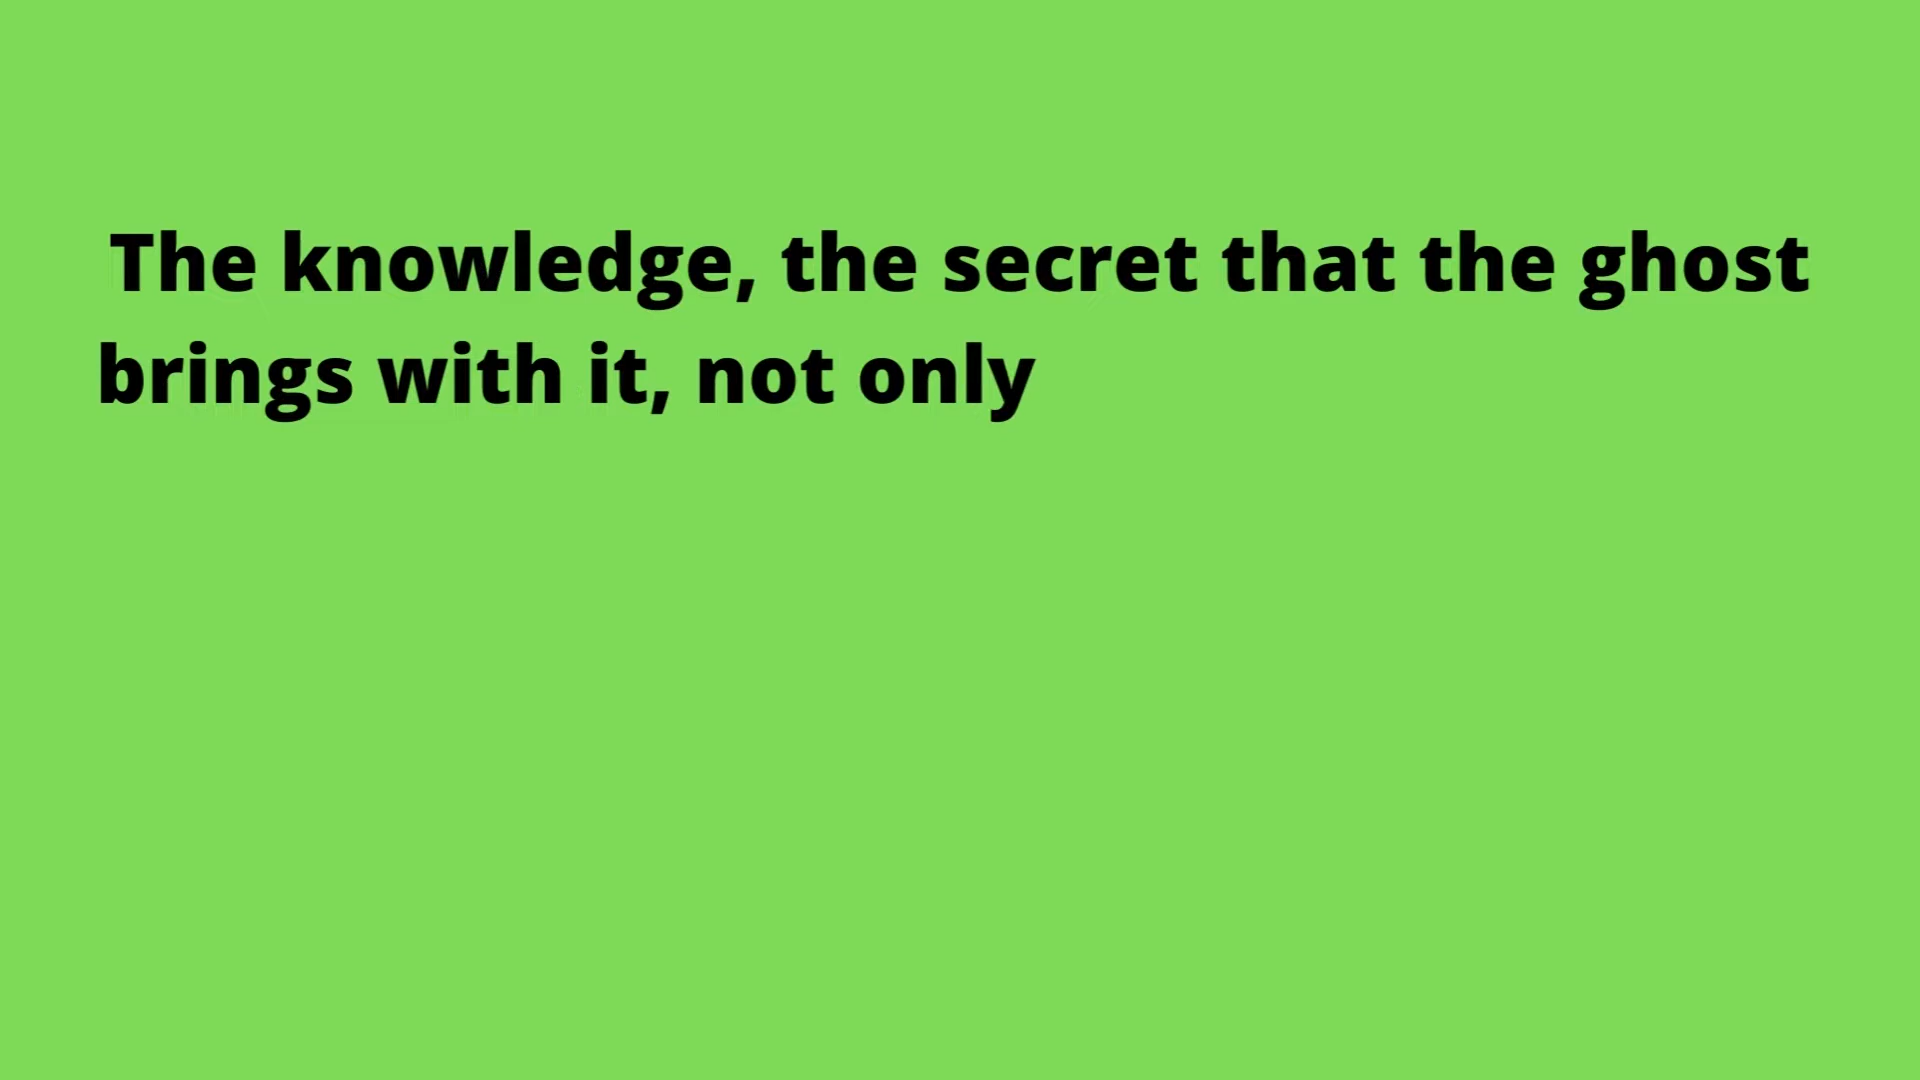 The knowledge, the secret that the ghost
brings with it, not only